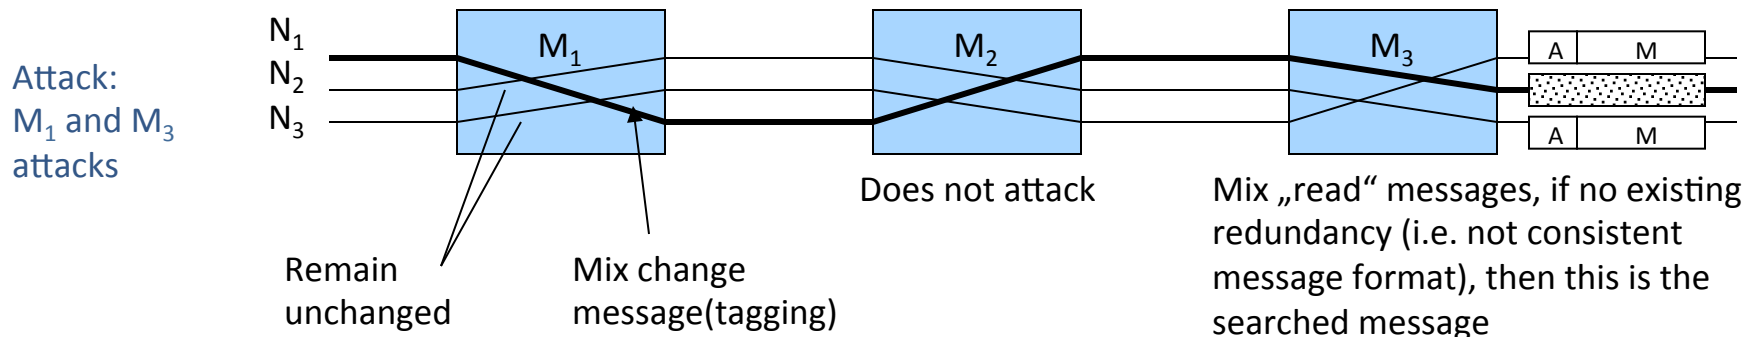 Attack:
M1 and M3
attacks
N1
N2
N3
M1
M2
M3
A M
A M
Remain
unchanged
Mix change
message(tagging)
Does not attack
Mix „read“ messages, if no existing
redundancy (i.e. not consistent
message format), then this is the
searched message